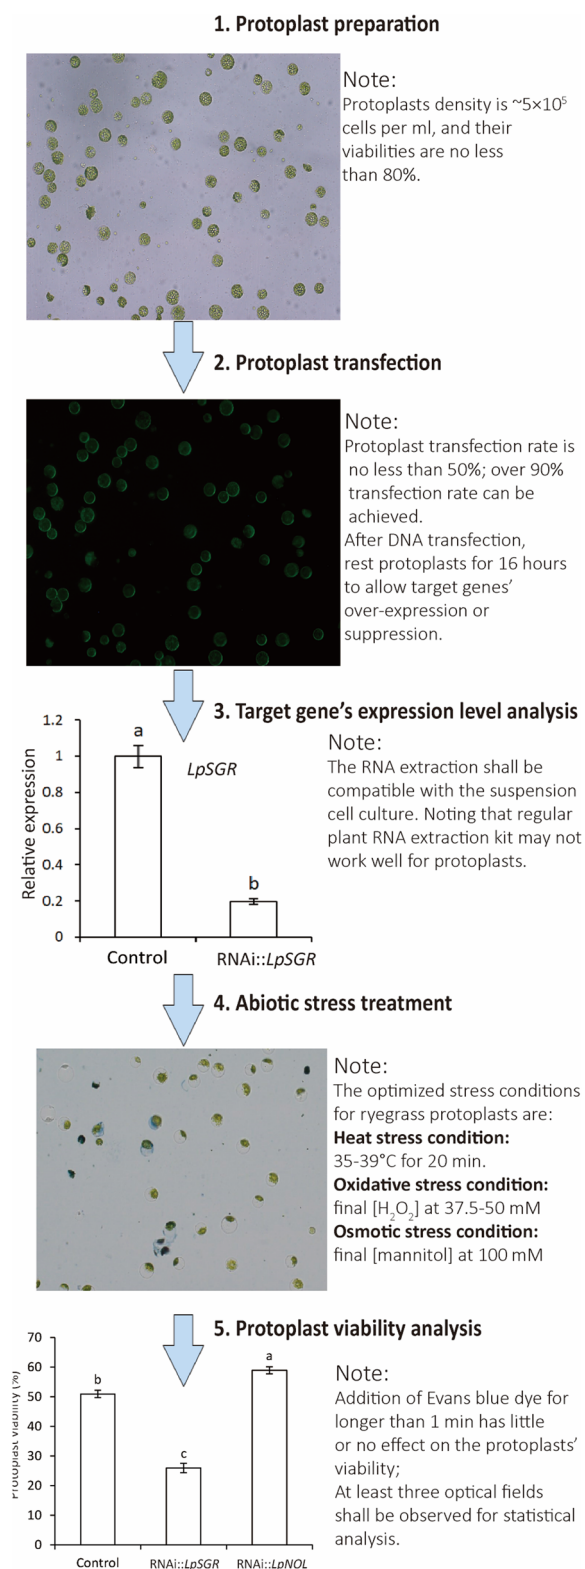 1. Protoplast preparation
Note:
Protoplasts density is ~5×10⁵
cells per ml, and their
viabilities are no less
than 80%.
2. Protoplast transfection
Note:
Protoplast transfection rate is
no less than 50%; over 90%
transfection rate can be
achieved.
After DNA transfection,
rest protoplasts for 16 hours
to allow target genes’
over-expression or
suppression.
3. Target gene’s expression level analysis
Relative expression
1.2
1
0.8
0.6
0.4
0.2
0
a
b
LpSGR
Control
RNAi::LpSGR
Note:
The RNA extraction shall be
compatible with the suspension
cell culture. Noting that regular
plant RNA extraction kit may not
work well for protoplasts.
4. Abiotic stress treatment
Note:
The optimized stress conditions
for ryegrass protoplasts are:
Heat stress condition:
35-39°C for 20 min.
Oxidative stress condition:
final [H₂O₂] at 37.5-50 mM
Osmotic stress condition:
final [mannitol] at 100 mM
5. Protoplast viability analysis
Protoplast viability (%)
70
60
50
40
30
20
10
0
b
c
a
Control
RNAi::LpSGR
RNAi::LpNOL
Note:
Addition of Evans blue dye for
longer than 1 min has little
or no effect on the protoplasts’
viability;
At least three optical fields
shall be observed for statistical
analysis.